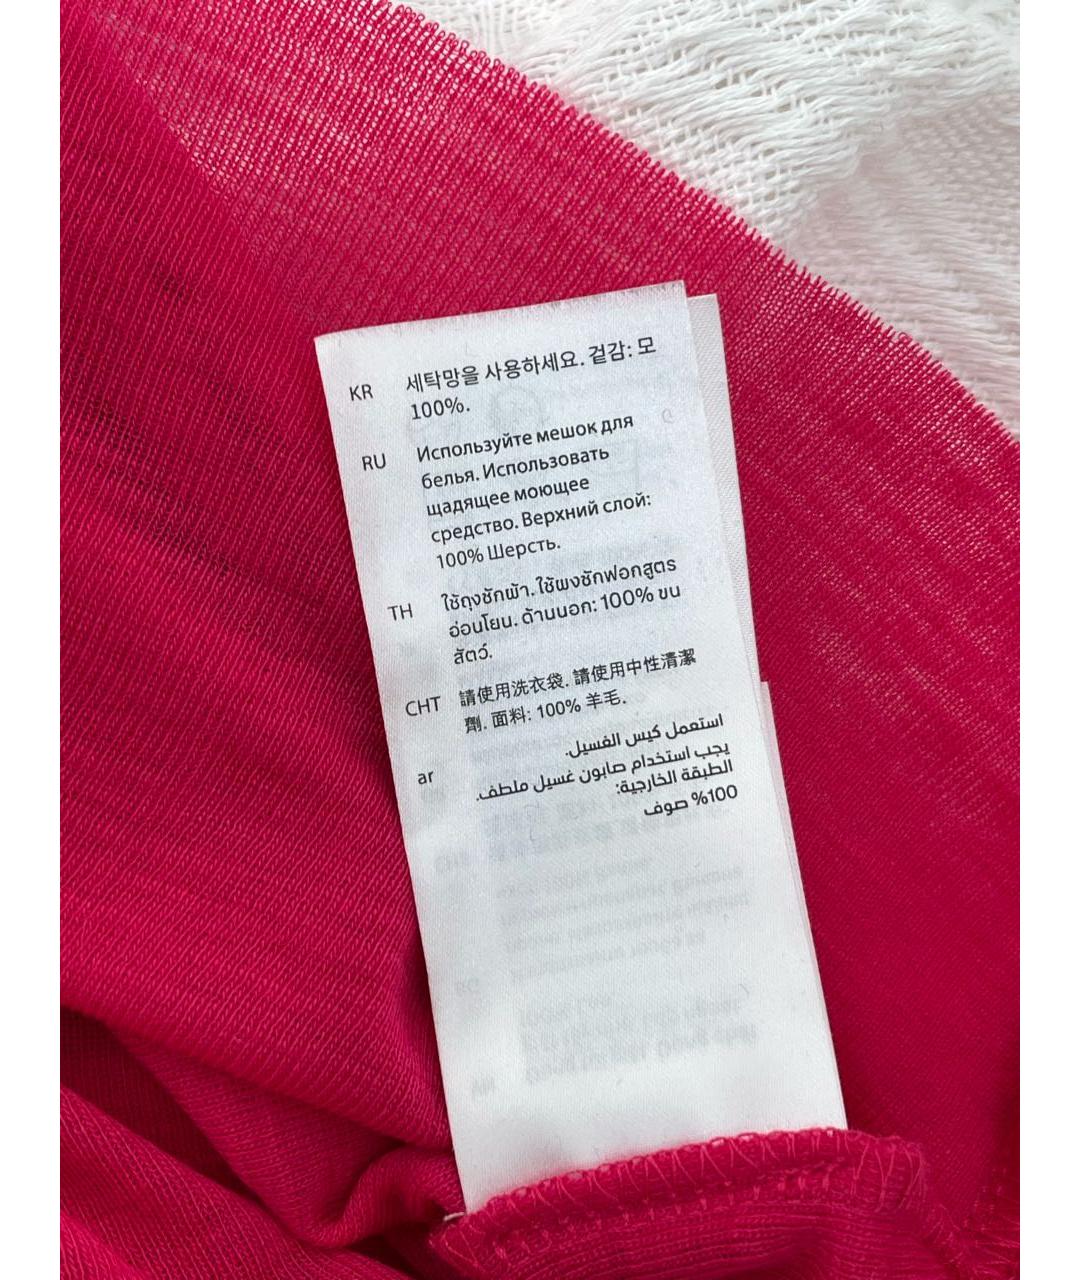 KR 세탁망을 사용하세요. 겉감: 모
100%.
RU Используйте мешок для
белья. Использовать
щадящее моющее
средство. Верхний слой:
100% Шерсть.
TH ใช้ถุงซักผ้า. ใช้ผงซักฟอกสูตร
อ่อนโยน. ด้านนอก: 100% ขน
สัตว์.
CHT 請使用洗衣袋. 請使用中性清潔
劑. 面料: 100% 羊毛.
ar استعمل كيس الغسيل.
يجب استخدام صابون غسيل ملطف.
الطبقة الخارجية:
100% صوف